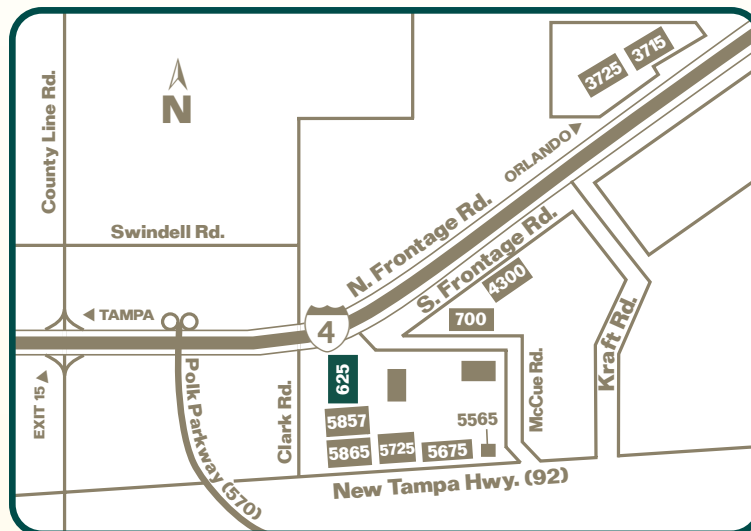 3725
3715
County Line Rd.
N
ORLANDO
Swindell Rd.
N. Frontage Rd.
S. Frontage Rd.
4300
TAMPA
4
700
Kraft Rd.
McCue Rd.
EXIT 15
Polk Parkway (570)
Clark Rd.
625
5857
5565
5865
5725
5675
New Tampa Hwy. (92)